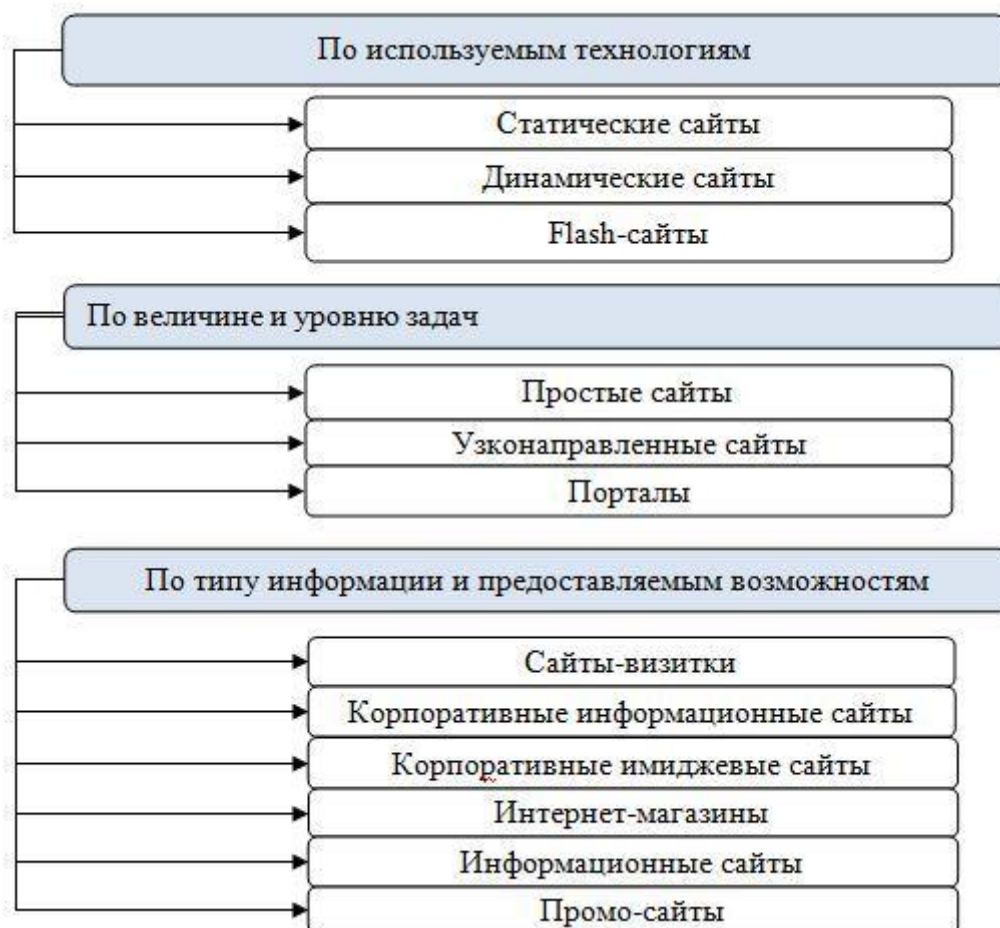 По используемым технологиям
Статические сайты
Динамические сайты
Flash-сайты
По величине и уровню задач
Простые сайты
Узконаправленные сайты
Порталы
По типу информации и предоставляемым возможностям
Сайты-визитки
Корпоративные информационные сайты
Корпоративные имиджевые сайты
Интернет-магазины
Информационные сайты
Промо-сайты